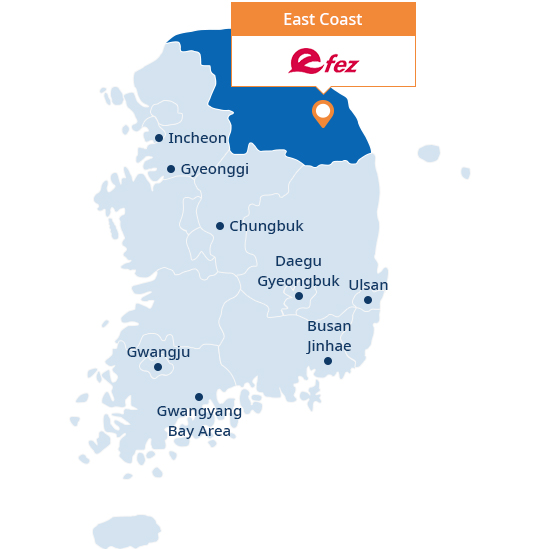 East Coast
efez
Incheon
Gyeonggi
Chungbuk
Daegu
Gyeongbuk
Ulsan
Busan
Jinhae
Gwangju
Gwangyang
Bay Area